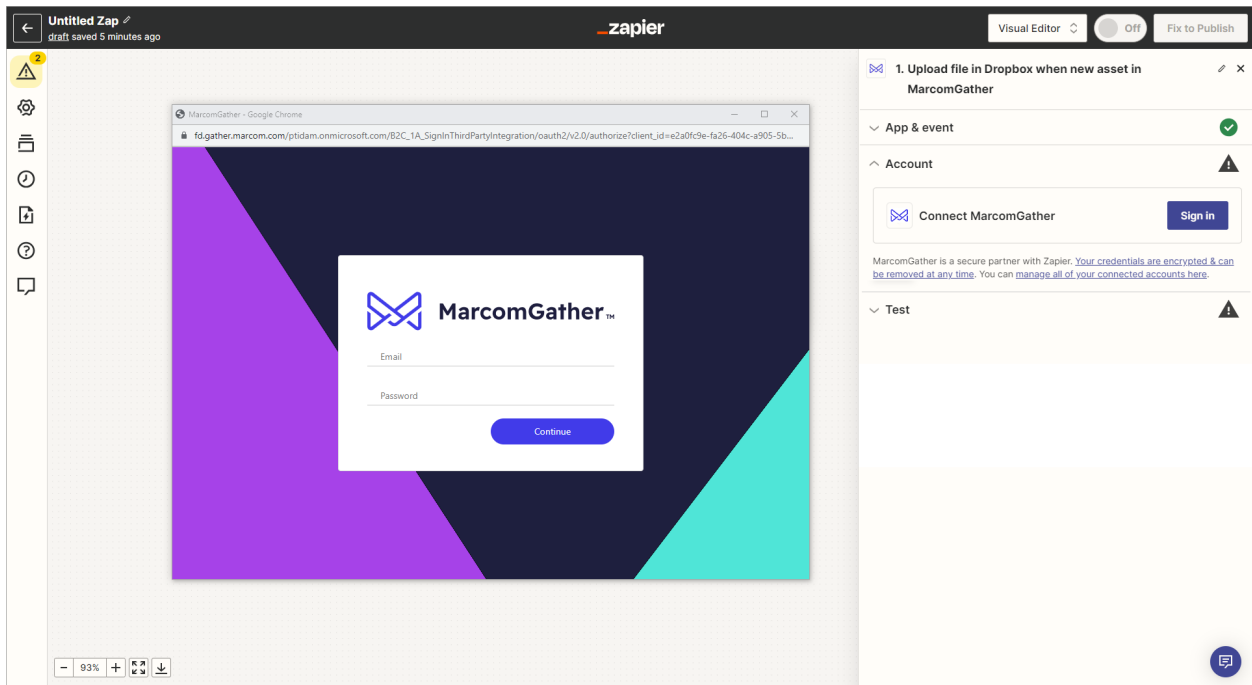 Untitled Zap
draft saved 5 minutes ago
_zapier
Visual Editor
Off
Fix to Publish
2
1. Upload file in Dropbox when new asset in
MarcomGather
MarcomGather - Google Chrome
fd.gather.marcom.com/ptidam.onmicrosoft.com/B2C_1A_SignInThirdPartyIntegration/oauth2/v2.0/authorize?client_id=e2a0fc9e-fa26-404c-a905-5b...
App & event
Account
Connect MarcomGather
Sign in
MarcomGather is a secure partner with Zapier. Your credentials are encrypted & can
be removed at any time. You can manage all of your connected accounts here.
Test
MarcomGather™
Email
Password
Continue
93%